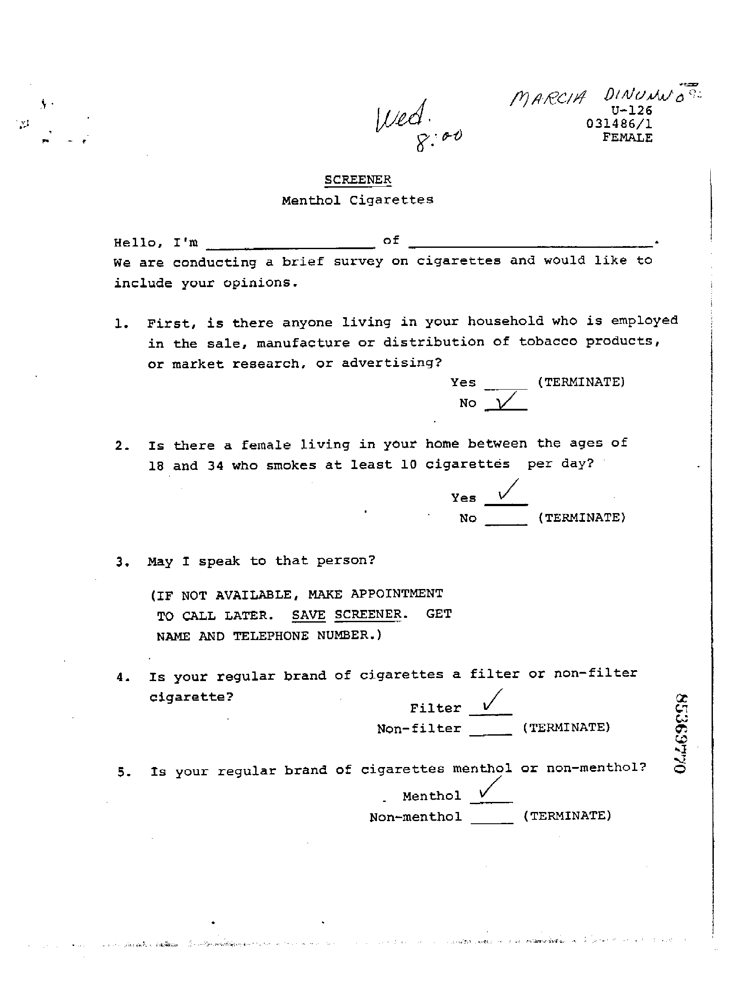 MARCIA DINUNNO
Wed.
8:00
U-126
031486/1
FEMALE
SCREENER
Menthol Cigarettes
Hello, I'm ____ of ____.
We are conducting a brief survey on cigarettes and would like to
include your opinions.
1. First, is there anyone living in your household who is employed
in the sale, manufacture or distribution of tobacco products,
or market research, or advertising?
Yes ____ (TERMINATE)
No ✓
2. Is there a female living in your home between the ages of
18 and 34 who smokes at least 10 cigarettes per day?
Yes ✓
No ____ (TERMINATE)
3. May I speak to that person?
(IF NOT AVAILABLE, MAKE APPOINTMENT
TO CALL LATER. SAVE SCREENER. GET
NAME AND TELEPHONE NUMBER.)
4. Is your regular brand of cigarettes a filter or non-filter
cigarette?
Filter ✓
Non-filter ____ (TERMINATE)
5. Is your regular brand of cigarettes menthol or non-menthol?
Menthol ✓
Non-menthol ____ (TERMINATE)
85369770